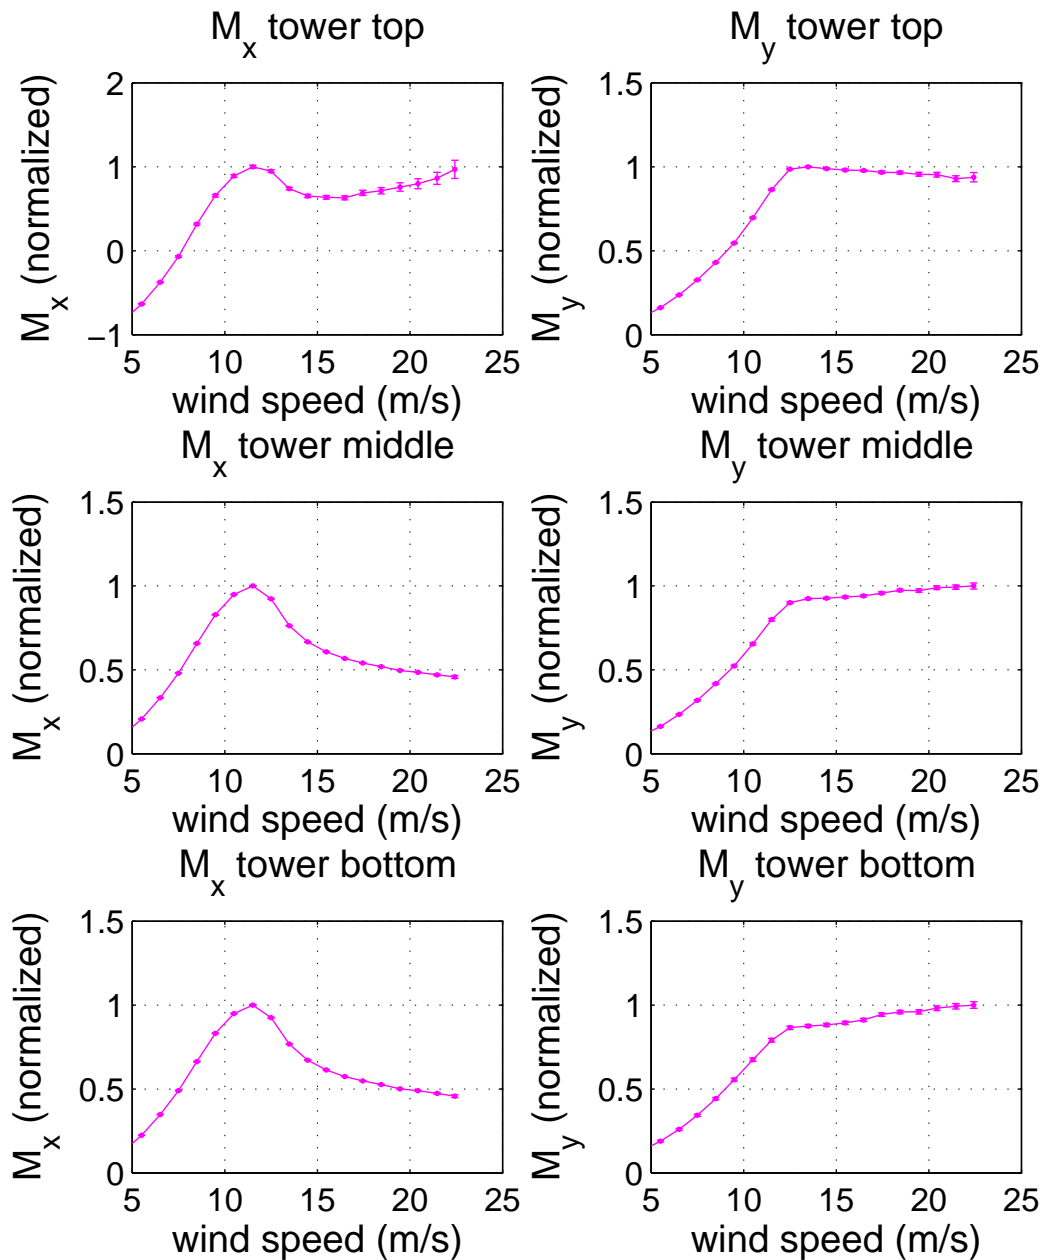 M_x tower top
M_x (normalized)
2
1
0
−1
5 10 15 20 25
wind speed (m/s)
M_y tower top
M_y (normalized)
1.5
1
0.5
0
5 10 15 20 25
wind speed (m/s)
M_x tower middle
M_x (normalized)
1.5
1
0.5
0
5 10 15 20 25
wind speed (m/s)
M_y tower middle
M_y (normalized)
1.5
1
0.5
0
5 10 15 20 25
wind speed (m/s)
M_x tower bottom
M_x (normalized)
1.5
1
0.5
0
5 10 15 20 25
wind speed (m/s)
M_y tower bottom
M_y (normalized)
1.5
1
0.5
0
5 10 15 20 25
wind speed (m/s)